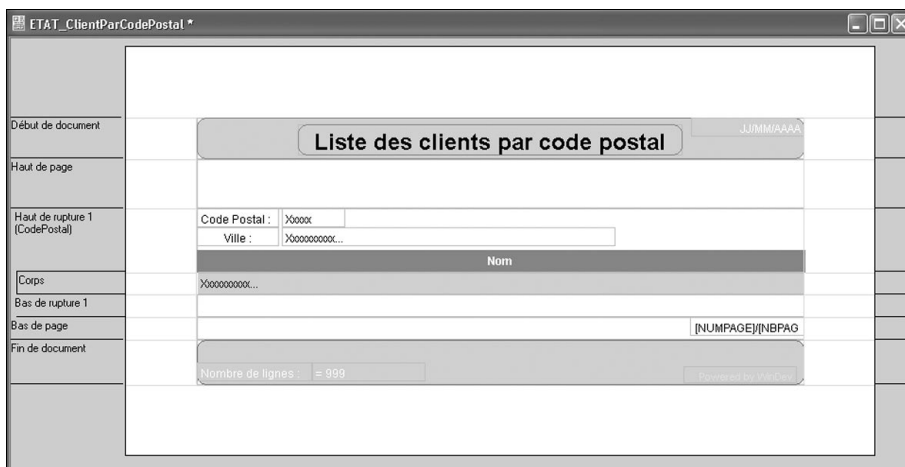 ETAT_ClientParCodePostal *
Début de document
JJ/MM/AAAA
Liste des clients par code postal
Haut de page
Haut de rupture 1
(CodePostal)
Code Postal :
Xxxxx
Ville :
Xxxxxxxxxx...
Nom
Corps
Xxxxxxxxxx...
Bas de rupture 1
Bas de page
[NUMPAGE]/[NBPAG
Fin de document
Nombre de lignes : = 999
Powered by WinDev